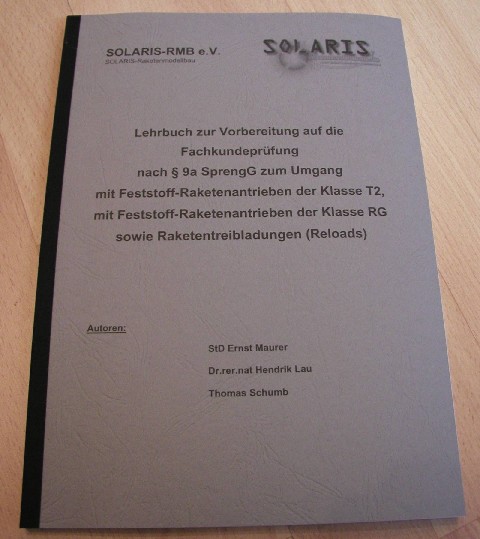 SOLARIS-RMB e.V.
SOLARIS-Raketenmodellbau
SOLARIS
Lehrbuch zur Vorbereitung auf die
Fachkundeprüfung
nach § 9a SprengG zum Umgang
mit Feststoff-Raketenantrieben der Klasse T2,
mit Feststoff-Raketenantrieben der Klasse RG
sowie Raketentreibladungen (Reloads)
Autoren:
StD Ernst Maurer
Dr.rer.nat Hendrik Lau
Thomas Schumb